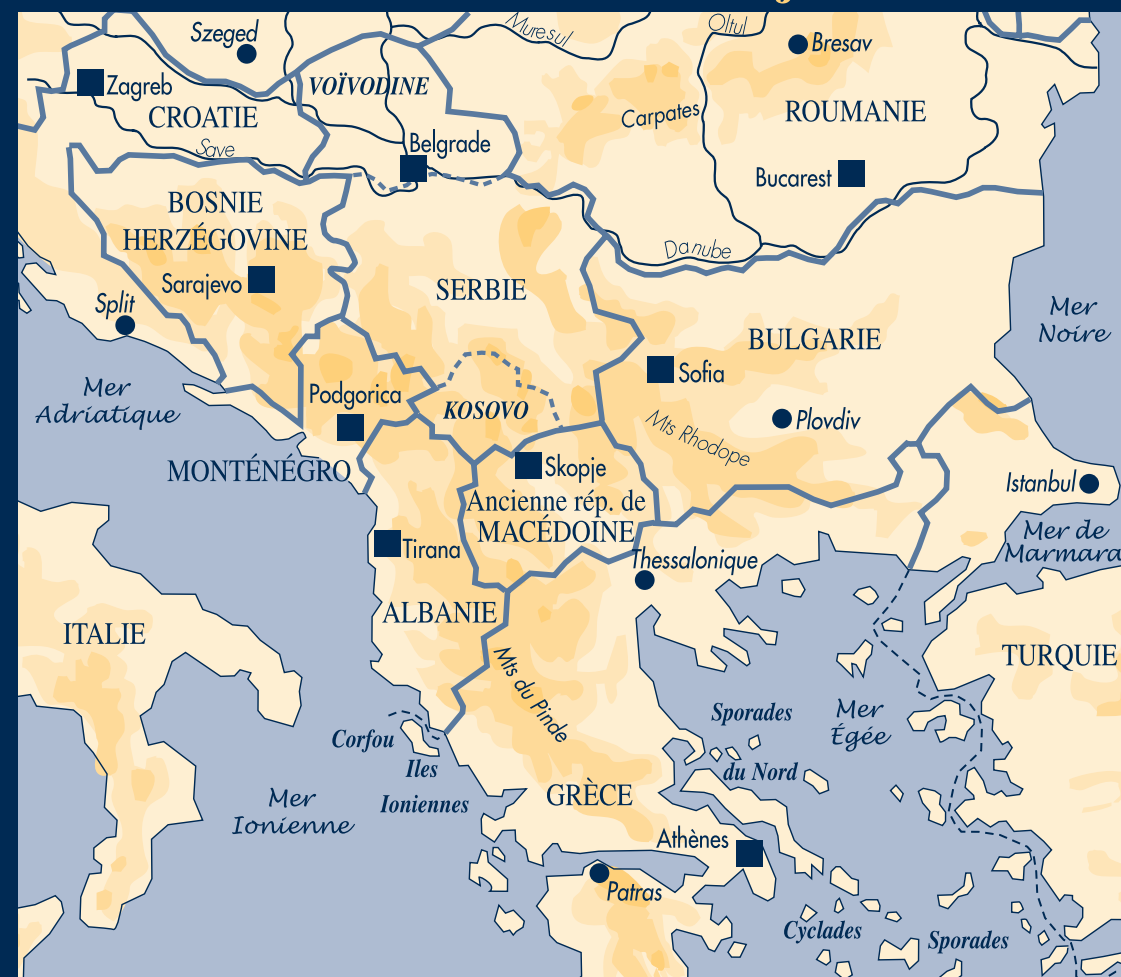 Szeged
Muresul
Oltul
Bresav
Zagreb
VOÏVODINE
CROATIE
Carpates
ROUMANIE
Save
Belgrade
Bucarest
BOSNIE
HERZÉGOVINE
Danube
Sarajevo
SERBIE
Split
Mer
Noire
BULGARIE
Mer
Adriatique
Podgorica
KOSOVO
Sofia
Plovdiv
Mts Rhodope
MONTÉNÉGRO
Skopje
Istanbul
Ancienne rép. de
MACÉDOINE
Tirana
Thessalonique
Mer de
Marmara
ALBANIE
ITALIE
TURQUIE
Mts du Pinde
Corfou
Sporades
du Nord
Mer
Égée
Iles
Ioniennes
Mer
Ionienne
GRÈCE
Athènes
Patras
Cyclades
Sporades